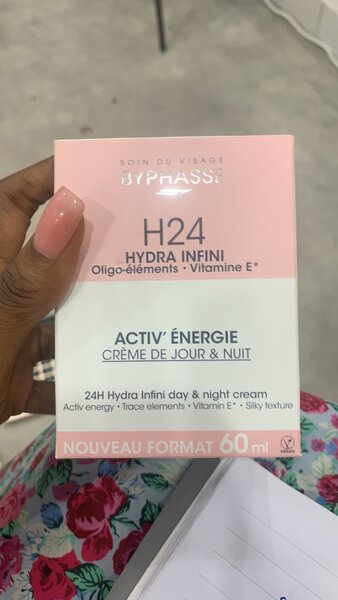 SOIN DU VISAGE
BYPHASSE
H24
HYDRA INFINI
Oligo-éléments • Vitamine E*
ACTIV' ÉNERGIE
CRÈME DE JOUR & NUIT
24H Hydra Infini day & night cream
Activ energy • Trace elements • Vitamin E* • Silky texture
NOUVEAU FORMAT 60 ml
VEGAN